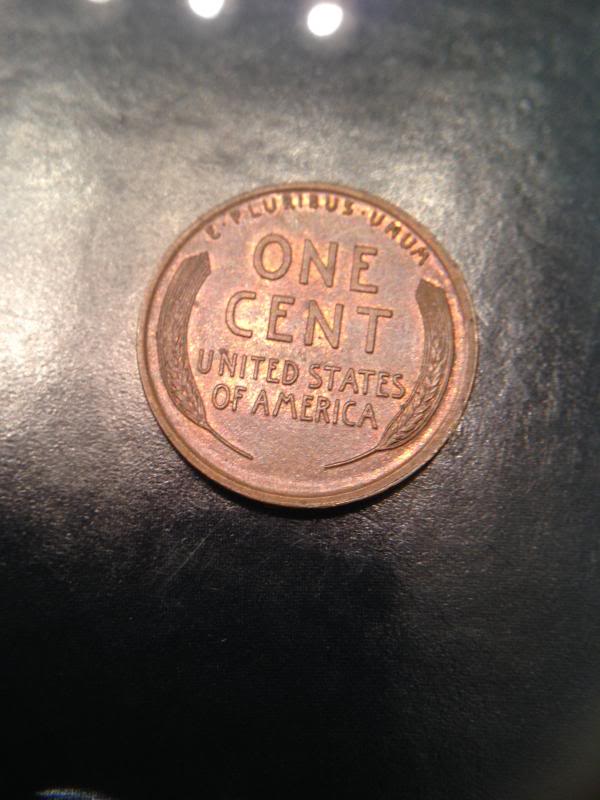 E·PLURIBUS·UNUM
ONE
CENT
UNITED STATES
OF AMERICA